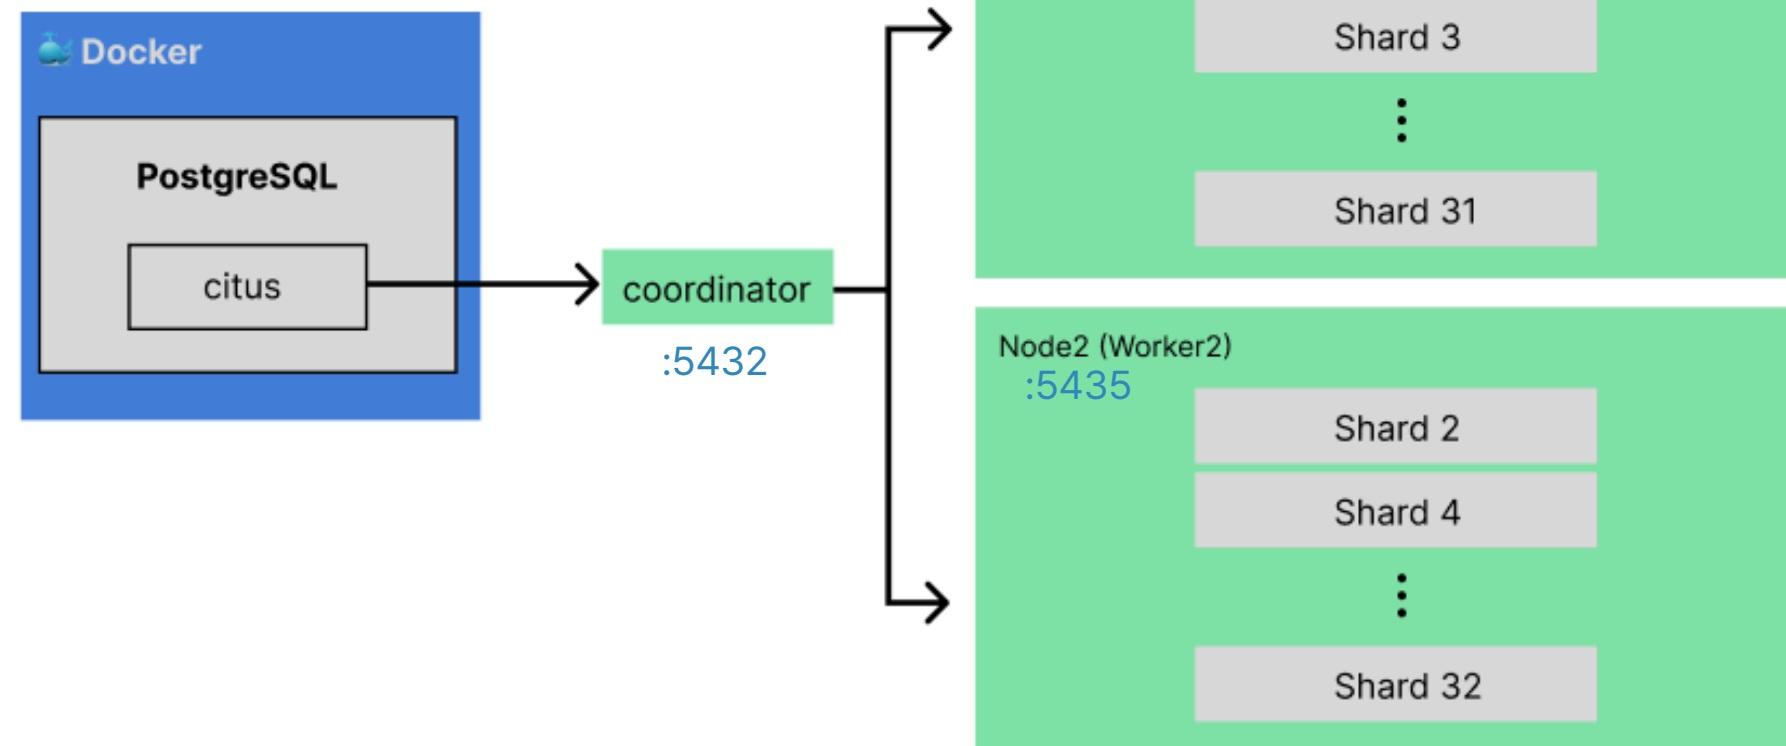 Docker
PostgreSQL
citus
coordinator
:5432
Shard 3
Shard 31
Node2 (Worker2)
:5435
Shard 2
Shard 4
Shard 32